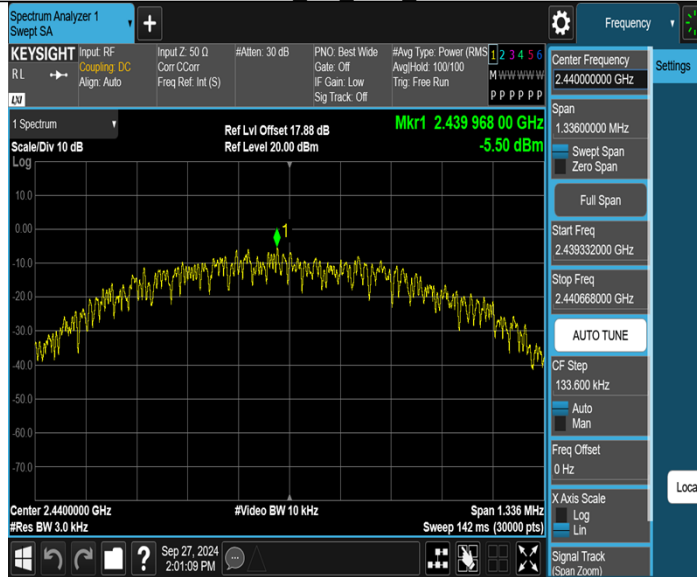 Spectrum Analyzer 1
Swept SA
Frequency
KEYSIGHT
RL
LXI
Input: RF
Coupling: DC
Align: Auto
Input Z: 50 Ω
Corr CCorr
Freq Ref: Int (S)
#Atten: 30 dB
PNO: Best Wide
Gate: Off
IF Gain: Low
Sig Track: Off
#Avg Type: Power (RMS
Avg|Hold: 100/100
Trig: Free Run
1 2 3 4 5 6
M W W W W W
P P P P P P
1 Spectrum
Scale/Div 10 dB
Log
Ref Lvl Offset 17.88 dB
Ref Level 20.00 dBm
Mkr1 2.439 968 00 GHz
-5.50 dBm
10.0
0.00
-10.0
-20.0
-30.0
-40.0
-50.0
-60.0
-70.0
1
Center 2.4400000 GHz
#Res BW 3.0 kHz
#Video BW 10 kHz
Span 1.336 MHz
Sweep 142 ms (30000 pts)
?
Sep 27, 2024
2:01:09 PM
Center Frequency
2.440000000 GHz
Span
1.33600000 MHz
Swept Span
Zero Span
Full Span
Start Freq
2.439332000 GHz
Stop Freq
2.440668000 GHz
AUTO TUNE
CF Step
133.600 kHz
Auto
Man
Freq Offset
0 Hz
X Axis Scale
Log
Lin
Signal Track
(Span Zoom)
Settings
Loca